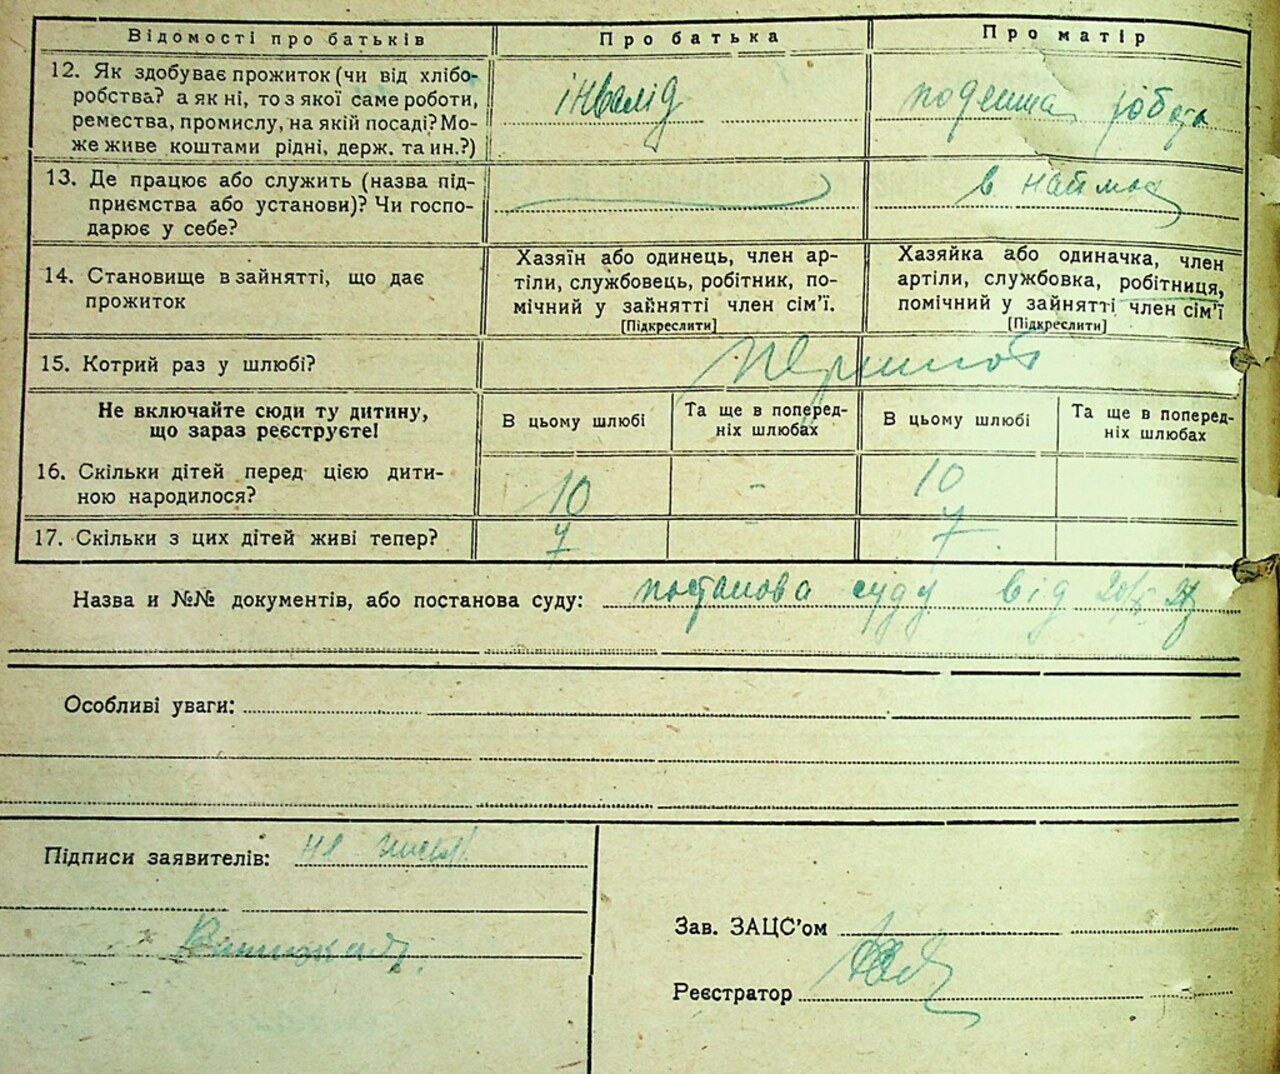 Відомості про батьків
Про батька
Про матір
12. Як здобуває прожиток (чи від хлібо-
робства? а як ні, то з якої саме роботи,
ремества, промислу, на якій посаді? Мо-
же живе коштами рідні, держ. та ин.?)
інвалід
поденна робота
13. Де працює або служить (назва під-
приємства або установи)? Чи госпо-
дарює у себе?
в наймах
14. Становище в зайнятті, що дає
прожиток
Хазяїн або одинець, член ар-
тілі, службовець, робітник, по-
мічний у зайнятті член сім'ї.
[Підкреслити]
Хазяйка або одиначка, член
артілі, службовка, робітниця,
помічний у зайнятті член сім'ї
[Підкреслити]
15. Котрий раз у шлюбі?
Не включайте сюди ту дитину,
що зараз реєструєте!
В цьому шлюбі
Та ще в поперед-
ніх шлюбах
В цьому шлюбі
Та ще в поперед-
ніх шлюбах
16. Скільки дітей перед цією дити-
ною народилося?
10
-
10
17. Скільки з цих дітей живі тепер?
7
-
7
Назва и №№ документів, або постанова суду: постанова суду від
Особливі уваги:
Підписи заявителів: не
Зав. ЗАЦС'ом
Реєстратор